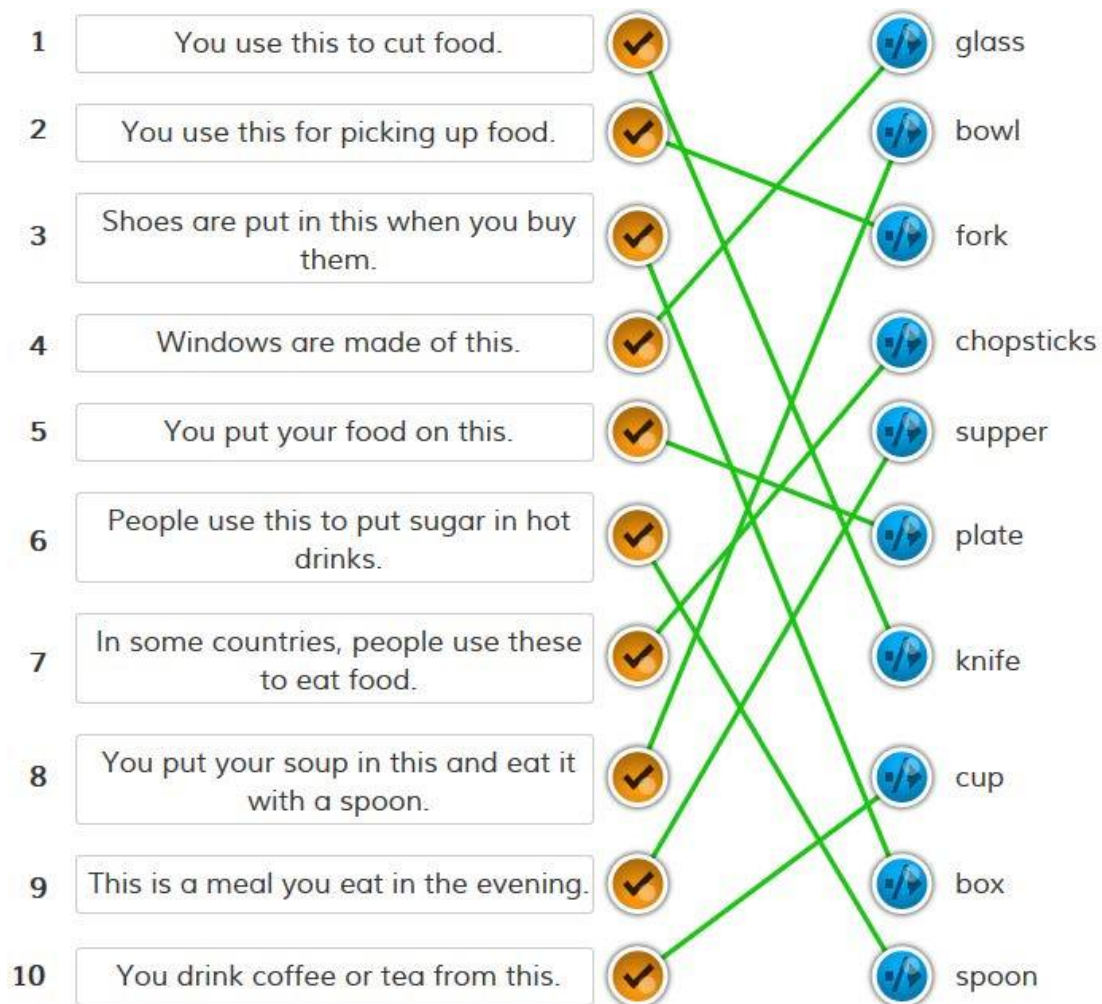 1 You use this to cut food. glass
2 You use this for picking up food. bowl
3 Shoes are put in this when you buy
them. fork
4 Windows are made of this. chopsticks
5 You put your food on this. supper
6 People use this to put sugar in hot
drinks. plate
7 In some countries, people use these
to eat food. knife
8 You put your soup in this and eat it
with a spoon. cup
9 This is a meal you eat in the evening. box
10 You drink coffee or tea from this. spoon